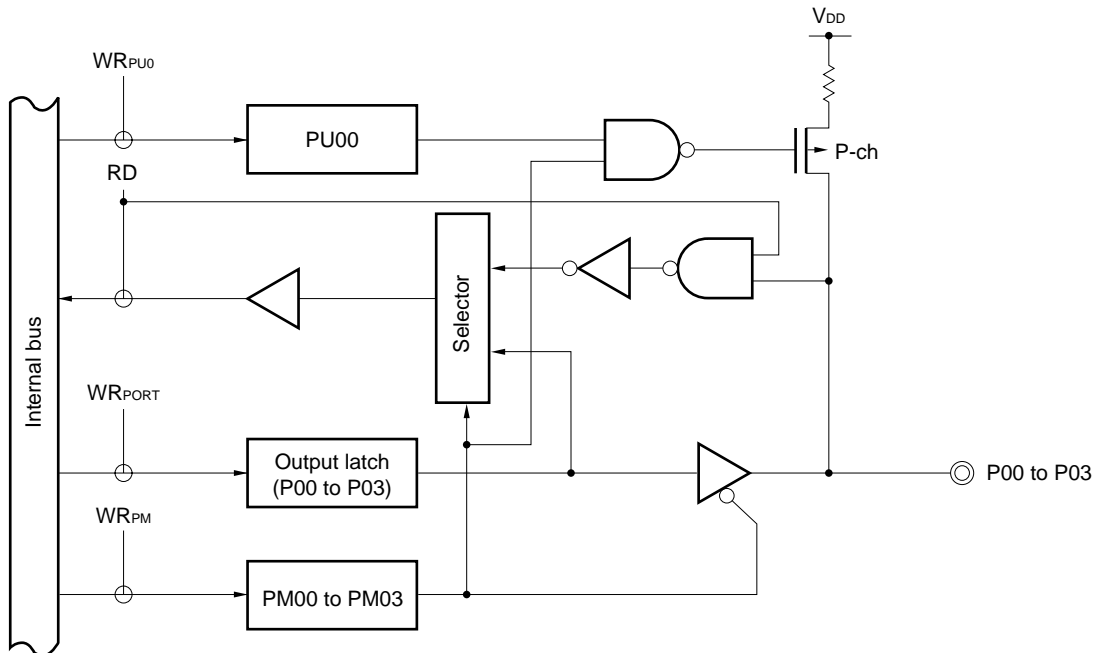 VDD
WRPU0
PU00
P-ch
RD
Selector
Internal bus
WRPORT
Output latch
(P00 to P03)
P00 to P03
WRPM
PM00 to PM03